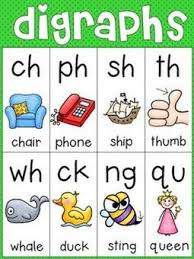 digraphs
ch ph sh th
chair phone ship thumb
wh ck ng qu
whale duck sting queen